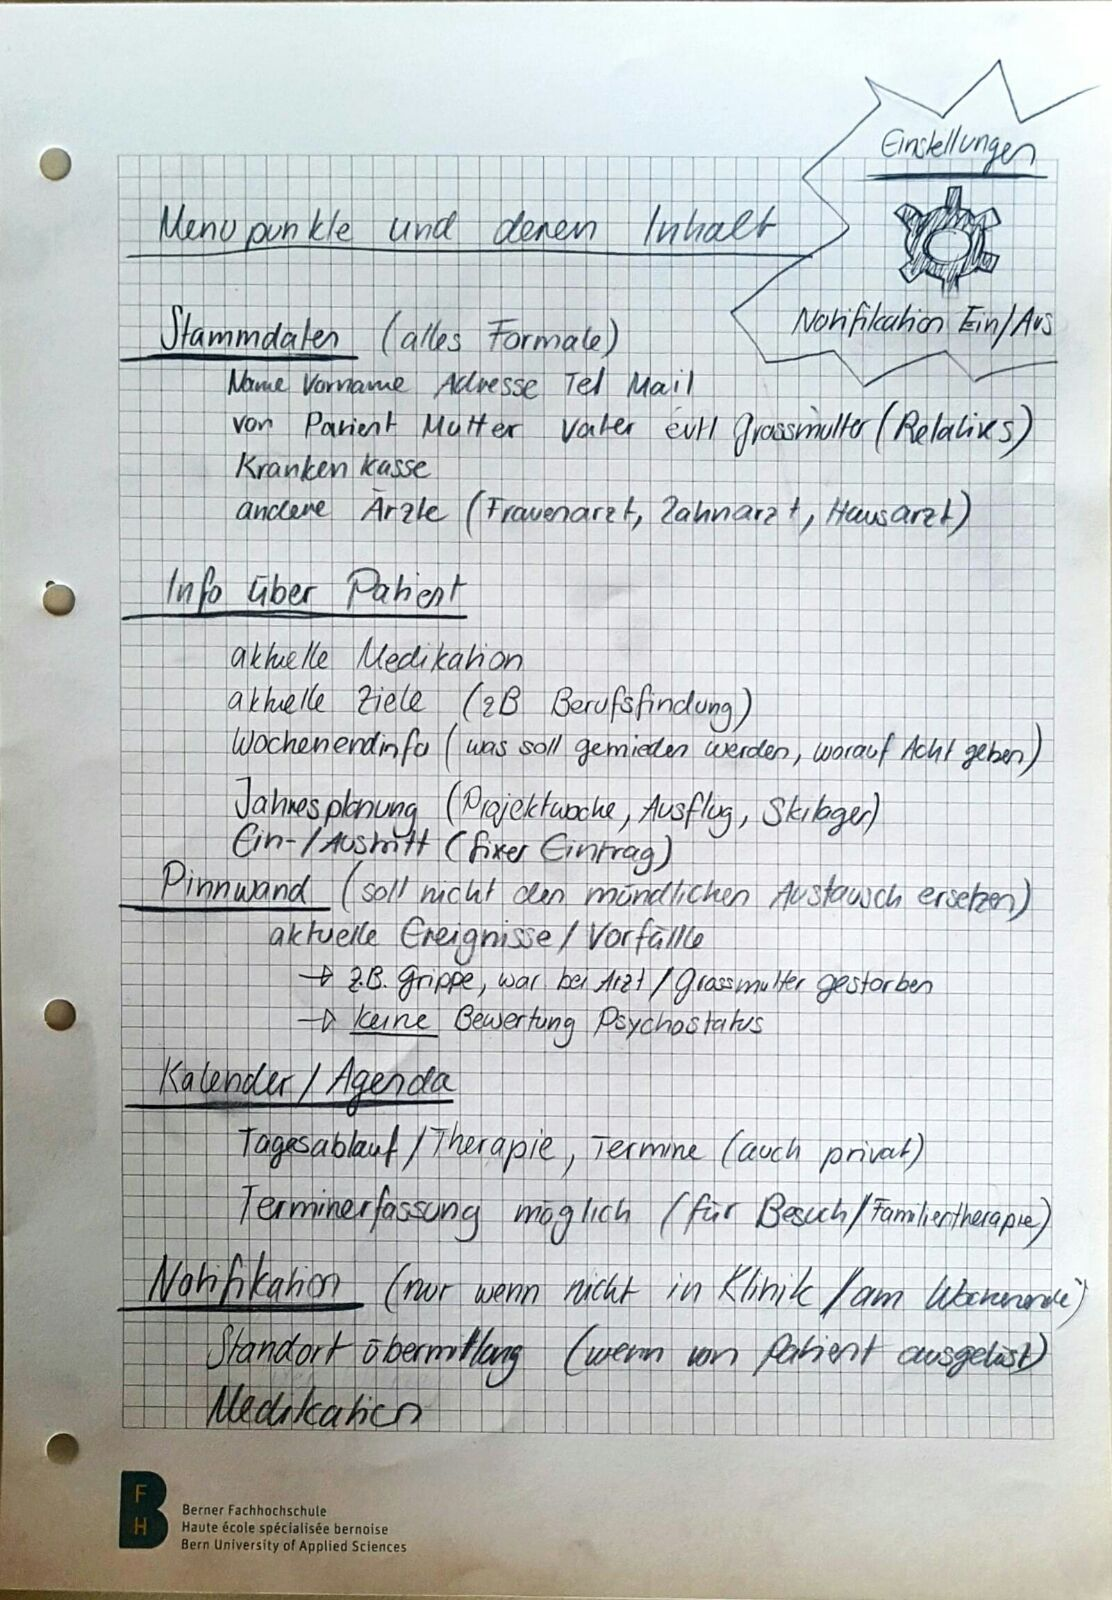 Einstellungen
Menupunkte und deren Inhalt
Notifikation Ein/Aus
Stammdaten (alles Formale)
Name Vorname Adresse Tel Mail
von Patient Mutter Vater evtl Grossmutter (Relatives)
Krankenkasse
andere Ärzte (Frauenarzt, Zahnarzt, Hausarzt)
Info über Patient
aktuelle Medikation
aktuelle Ziele (zB Berufsfindung)
Wochenendinfo (was soll gemieden werden, worauf Acht geben)
Jahresplanung (Projektwoche, Ausflug, Skilager)
Ein-/Austritt (fixer Eintrag)
Pinnwand (soll nicht den mündlichen Austausch ersetzen)
aktuelle Ereignisse/Vorfälle
→ z.B. Grippe, war bei Arzt/Grossmutter gestorben
→ keine Bewertung Psychostatus
Kalender/Agenda
Tagesablauf/Therapie, Termine (auch privat)
Terminerfassung möglich (für Besuch/Familientherapie)
Notifikation (nur wenn nicht in Klinik/am Wochenende)
Standort übermittlung (wenn von Patient ausgelöst)
Medikation
B F H
Berner Fachhochschule
Haute école spécialisée bernoise
Bern University of Applied Sciences